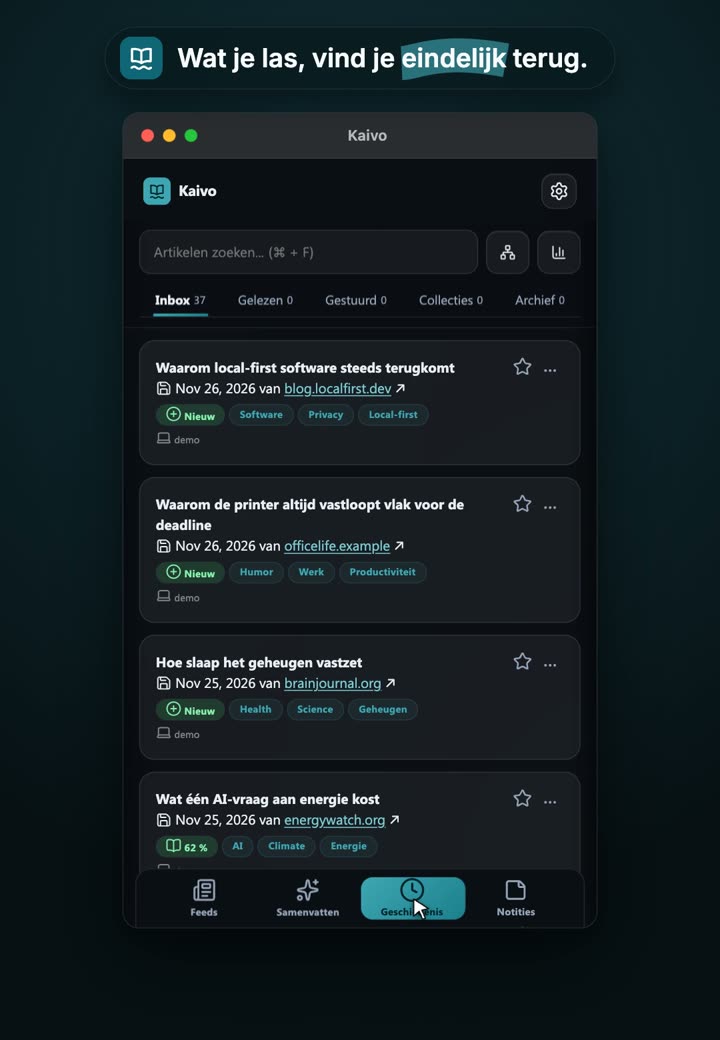 Wat je las, vind je eindelijk terug.
Kaivo
Kaivo
Artikelen zoeken... (⌘ + F)
Inbox 37 Gelezen 0 Gestuurd 0 Collecties 0 Archief 0
Waarom local-first software steeds terugkomt
Nov 26, 2026 van blog.localfirst.dev ↗
Nieuw Software Privacy Local-first
demo
Waarom de printer altijd vastloopt vlak voor de
deadline
Nov 26, 2026 van officelife.example ↗
Nieuw Humor Werk Productiviteit
demo
Hoe slaap het geheugen vastzet
Nov 25, 2026 van brainjournal.org ↗
Nieuw Health Science Geheugen
demo
Wat één AI-vraag aan energie kost
Nov 25, 2026 van energywatch.org ↗
62 % AI Climate Energie
Feeds Samenvatten Geschiedenis Notities